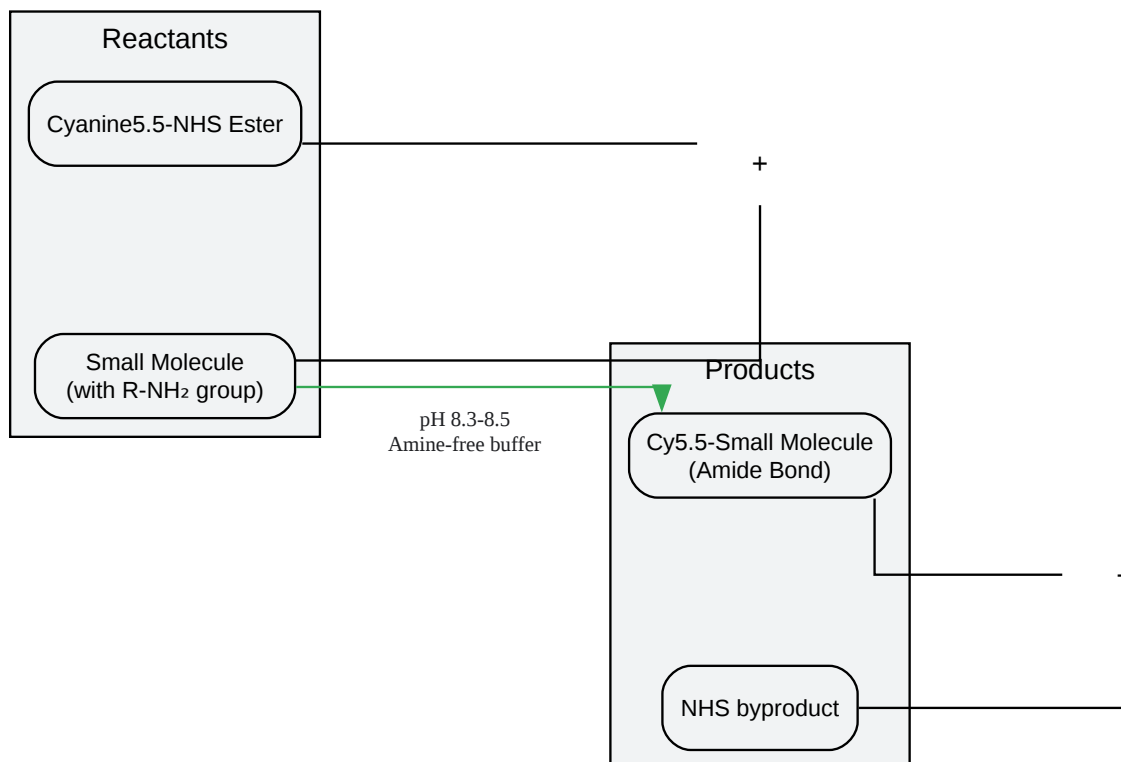 Reactants
Cyanine5.5-NHS Ester
+
Small Molecule
(with R-NH₂ group)
Products
pH 8.3-8.5
Amine-free buffer
Cy5.5-Small Molecule
(Amide Bond)
NHS byproduct